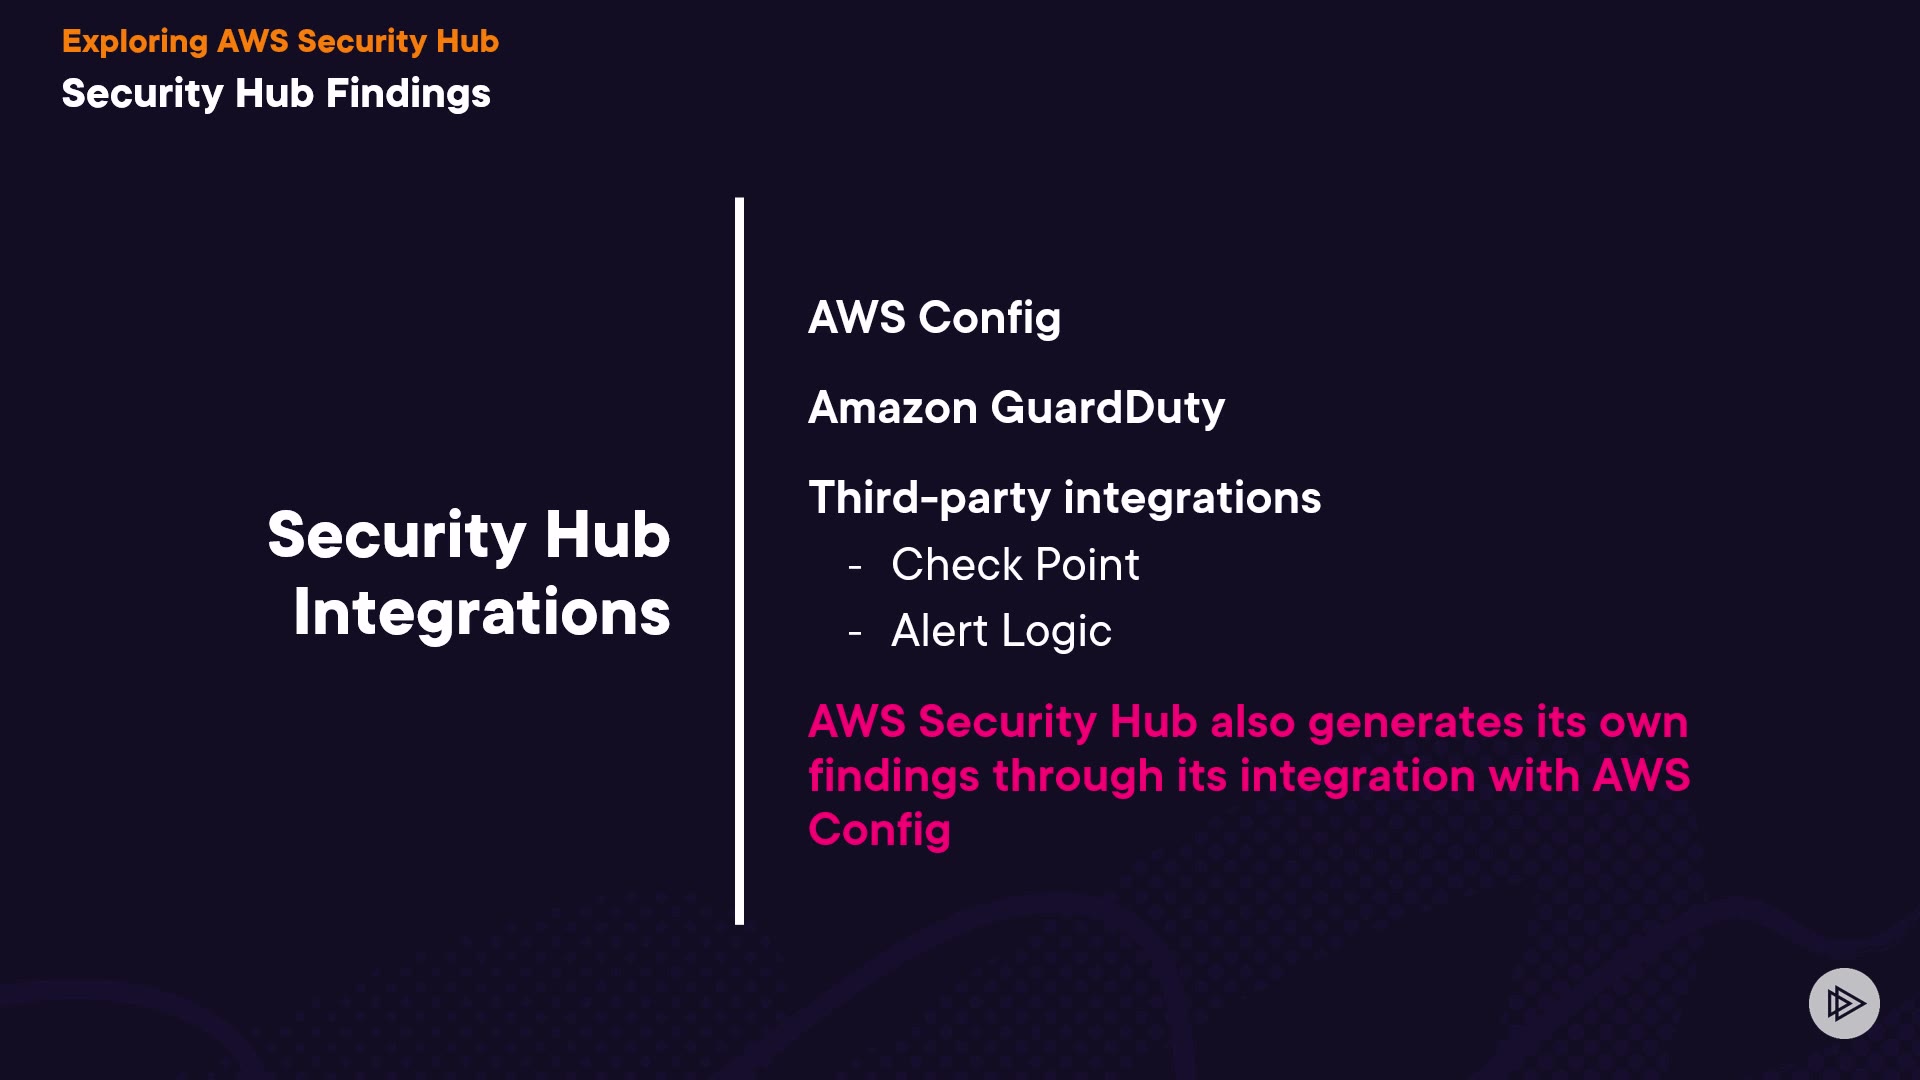 Exploring AWS Security Hub
Security Hub Findings
Security Hub
Integrations
AWS Config
Amazon GuardDuty
Third-party integrations
- Check Point
- Alert Logic
AWS Security Hub also generates its own
findings through its integration with AWS
Config